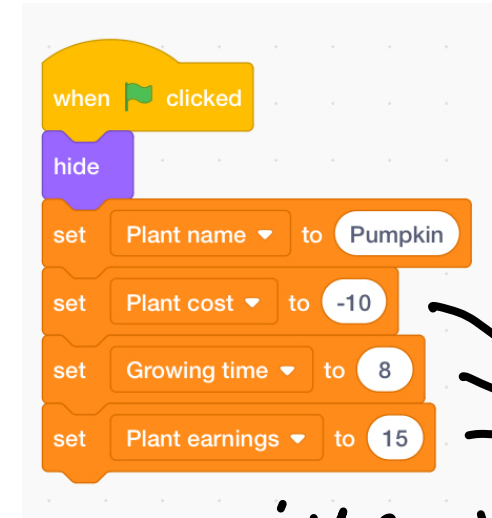 when clicked
hide
set Plant name to Pumpkin
set Plant cost to -10
set Growing time to 8
set Plant earnings to 15